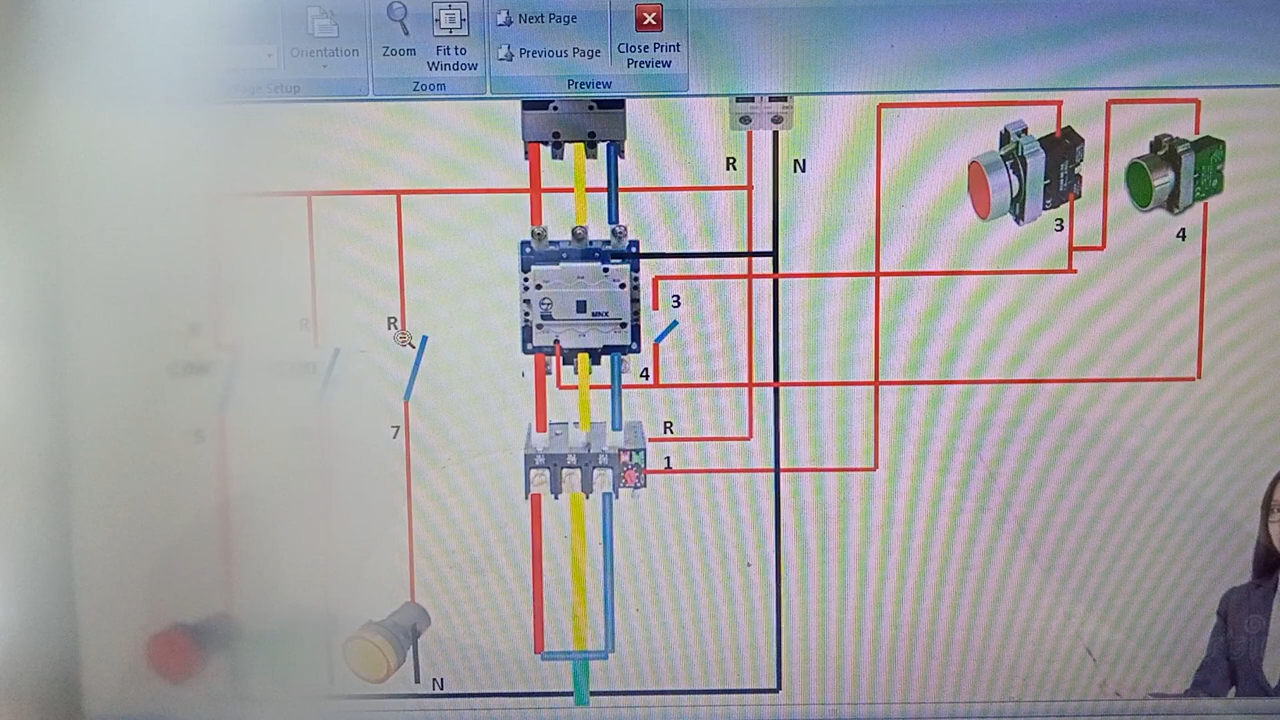 Next Page
Orientation
Zoom
Fit to
Window
Previous Page
Close Print
Preview
Setup
Zoom
Preview
R
N
3
4
R
3
MNX
4
7
R
1
N